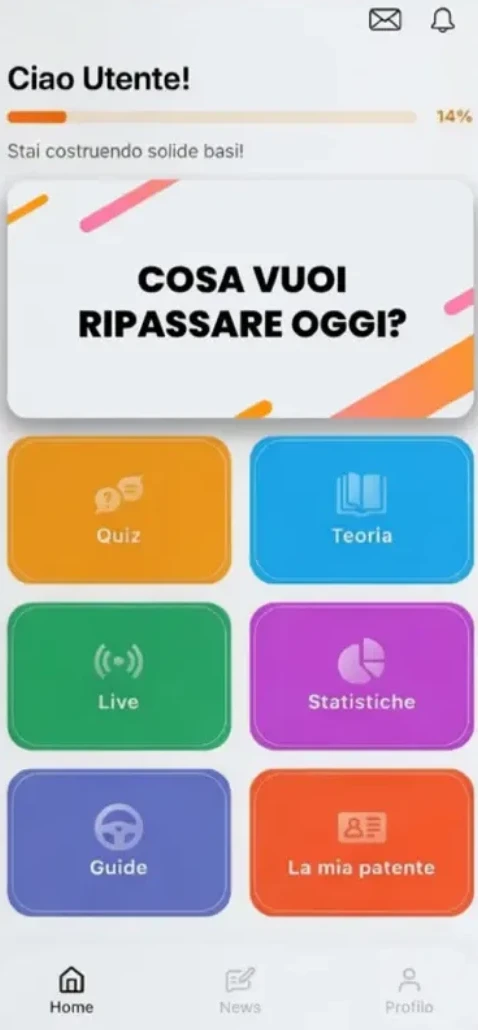 Ciao Utente!
14%
Stai costruendo solide basi!
COSA VUOI
RIPASSARE OGGI?
Quiz
Teoria
Live
Statistiche
Guide
La mia patente
Home
News
Profilo